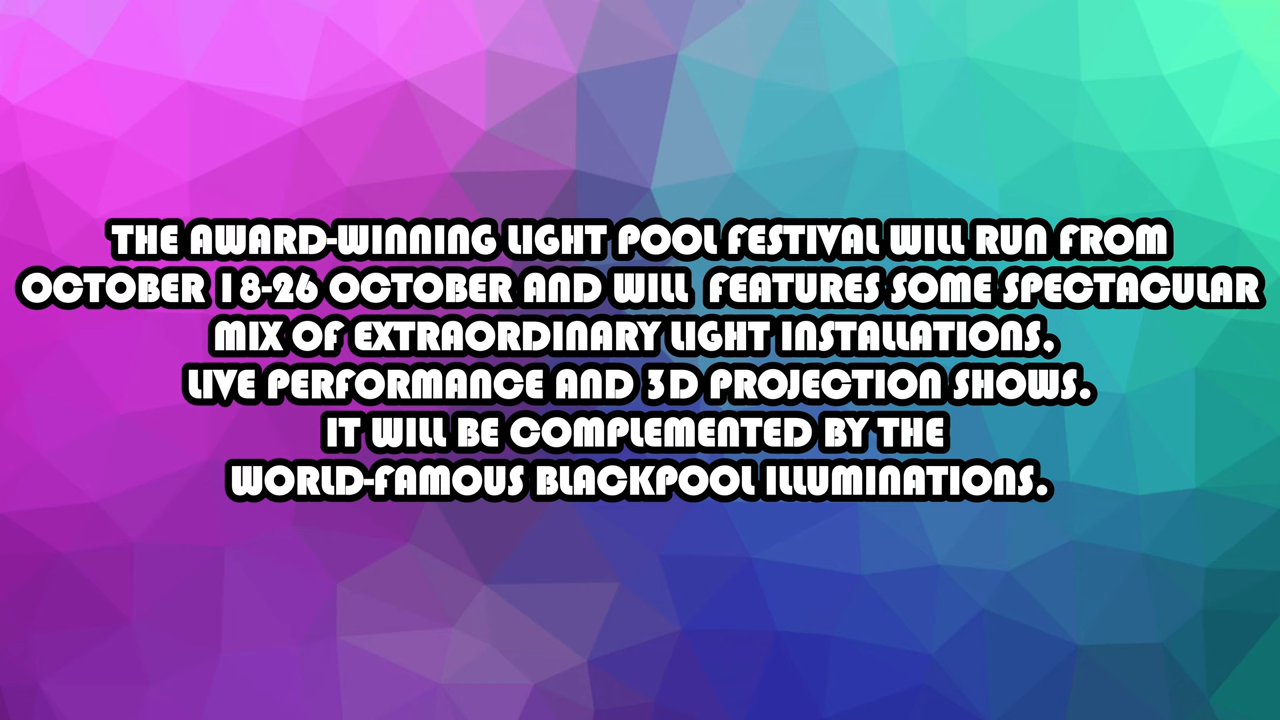 THE AWARD-WINNING LIGHT POOL FESTIVAL WILL RUN FROM
OCTOBER 18-26 OCTOBER AND WILL FEATURES SOME SPECTACULAR
MIX OF EXTRAORDINARY LIGHT INSTALLATIONS,
LIVE PERFORMANCE AND 3D PROJECTION SHOWS.
IT WILL BE COMPLEMENTED BY THE
WORLD-FAMOUS BLACKPOOL ILLUMINATIONS.